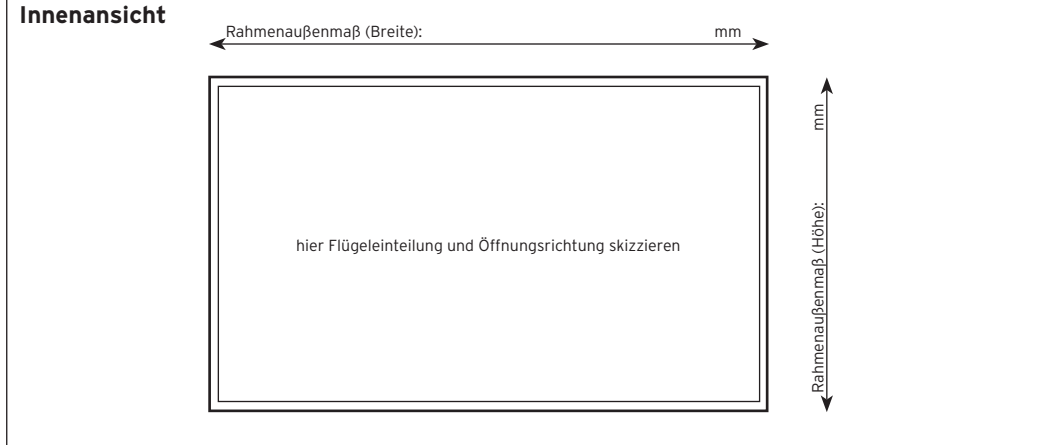 Innenansicht
Rahmenaußenmaß (Breite): mm
hier Flügeleinteilung und Öffnungsrichtung skizzieren
Rahmenaußenmaß (Höhe): mm